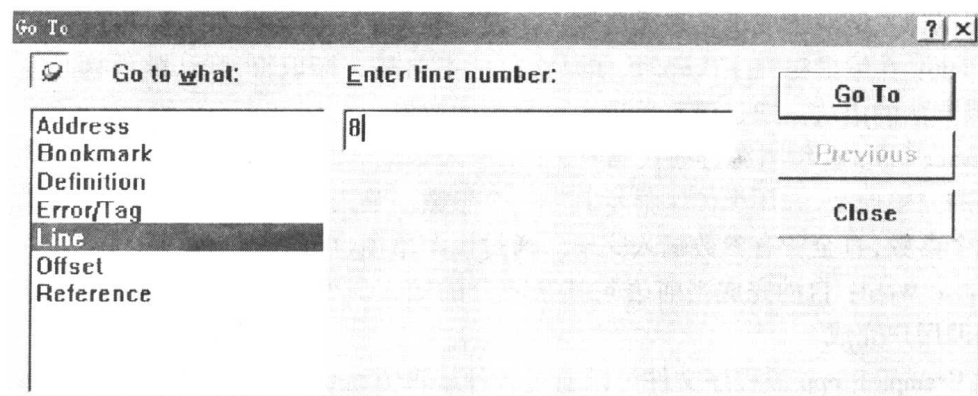 Go To
Go to what:
Enter line number:
Address
Bookmark
Definition
Error/Tag
Line
Offset
Reference
8
Go To
Previous
Close